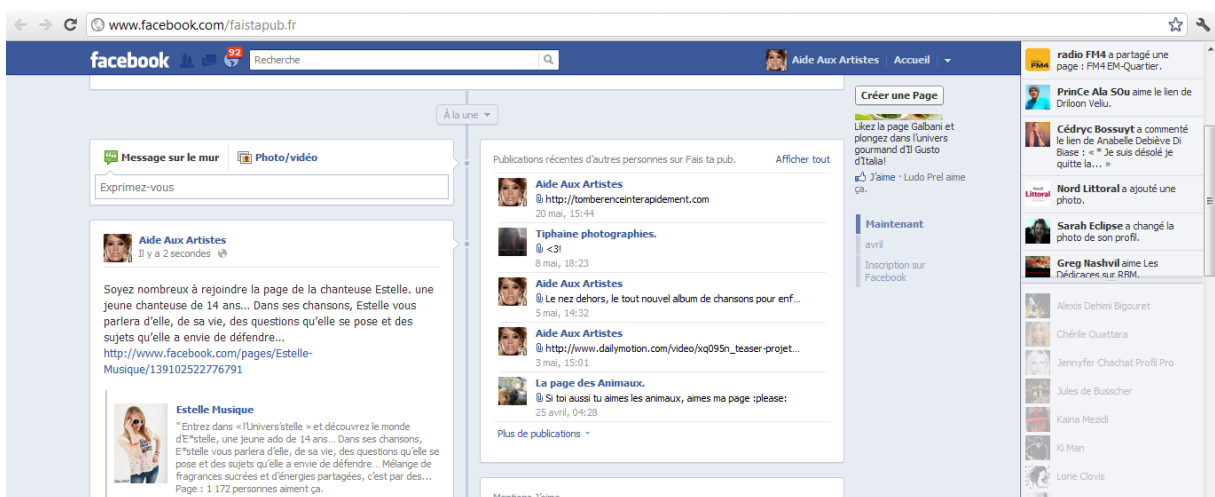 www.facebook.com/faistapub.fr
facebook
92
Recherche
Aide Aux Artistes
Accueil
À la une
Message sur le mur
Photo/vidéo
Exprimez-vous
Aide Aux Artistes
Il y a 2 secondes
Soyez nombreux à rejoindre la page de la chanteuse Estelle. une
jeune chanteuse de 14 ans... Dans ses chansons, Estelle vous
parlera d'elle, de sa vie, des questions qu'elle se pose et des
sujets qu'elle a envie de défendre...
http://www.facebook.com/pages/Estelle-
Musique/139102522776791
Estelle Musique
"Entrez dans «l'Univers'stelle » et découvrez le monde
d'E*stelle, une jeune ado de 14 ans... Dans ses chansons,
E*stelle vous parlera d'elle, de sa vie, des questions qu'elle se
pose et des sujets qu'elle a envie de défendre... Mélange de
fragrances sucrées et d'énergies partagées, c'est par des...
Page : 1 172 personnes aiment ça.
Publications récentes d'autres personnes sur Fais ta pub.
Afficher tout
Aide Aux Artistes
http://tomberenceinterapidement.com
20 mai, 15:44
Tiphaine photographies.
<3!
8 mai, 18:23
Aide Aux Artistes
Le nez dehors, le tout nouvel album de chansons pour enf...
5 mai, 14:32
Aide Aux Artistes
http://www.dailymotion.com/video/xq095n_teaser-projet...
3 mai, 15:01
La page des Animaux.
Si toi aussi tu aimes les animaux, aimes ma page :please:
25 avril, 04:28
Plus de publications
Mentions J'aime
Créer une Page
Likez la page Galbani et
plongez dans l'univers
gourmand d'Il Gusto
d'Italia!
J'aime · Ludo Prel aime
ça.
Maintenant
avril
Inscription sur
Facebook
radio FM4 a partagé une
page : FM4 EM-Quartier.
PrinCe Ala SOu aime le lien de
Driloon Veliu.
Cédryc Bossuyt a commenté
le lien de Anabelle Debiève Di
Biase : « " Je suis désolé je
quitte la... »
Nord Littoral a ajouté une
photo.
Sarah Eclipse a changé la
photo de son profil.
Greg Nashvil aime Les
Dédicaces sur RBM.
Alexis Dehimi Bigouret
Chérile Ouattara
Jennyfer Chachat Profil Pro
Jules de Busscher
Kaina Mezidi
Ki Man
Lorie Clovis